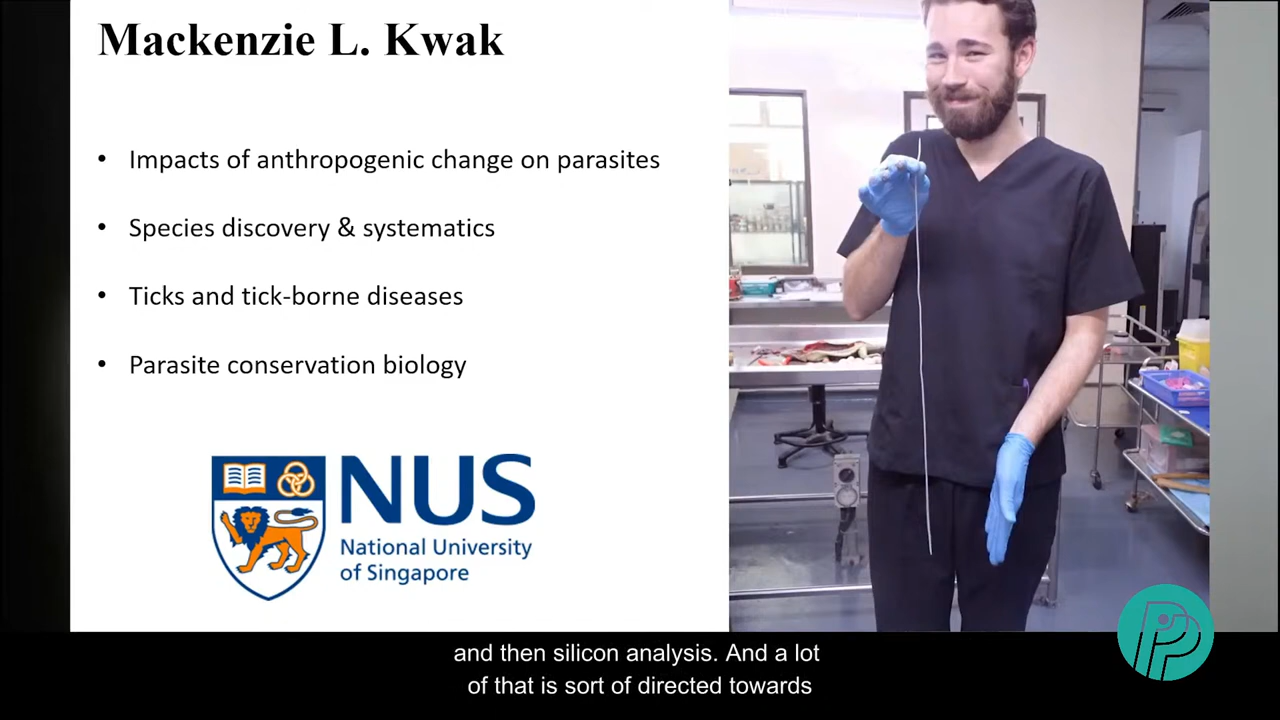 Mackenzie L. Kwak
• Impacts of anthropogenic change on parasites
• Species discovery & systematics
• Ticks and tick-borne diseases
• Parasite conservation biology
NUS
National University
of Singapore
and then silicon analysis. And a lot
of that is sort of directed towards